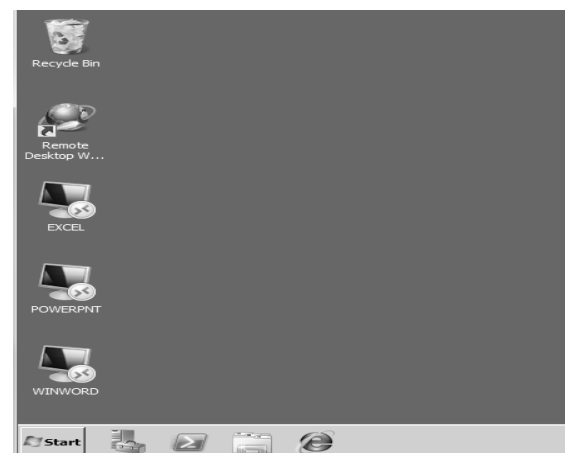 Recycle Bin
Remote
Desktop W...
EXCEL
POWERPNT
WINWORD
Start